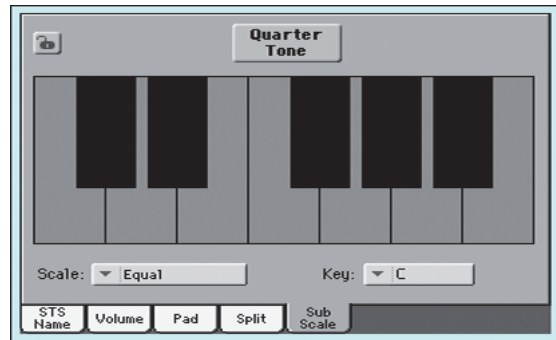 Quarter
Tone
Scale: Equal Key: C
STS
Name
Volume
Pad
Split
Sub
Scale